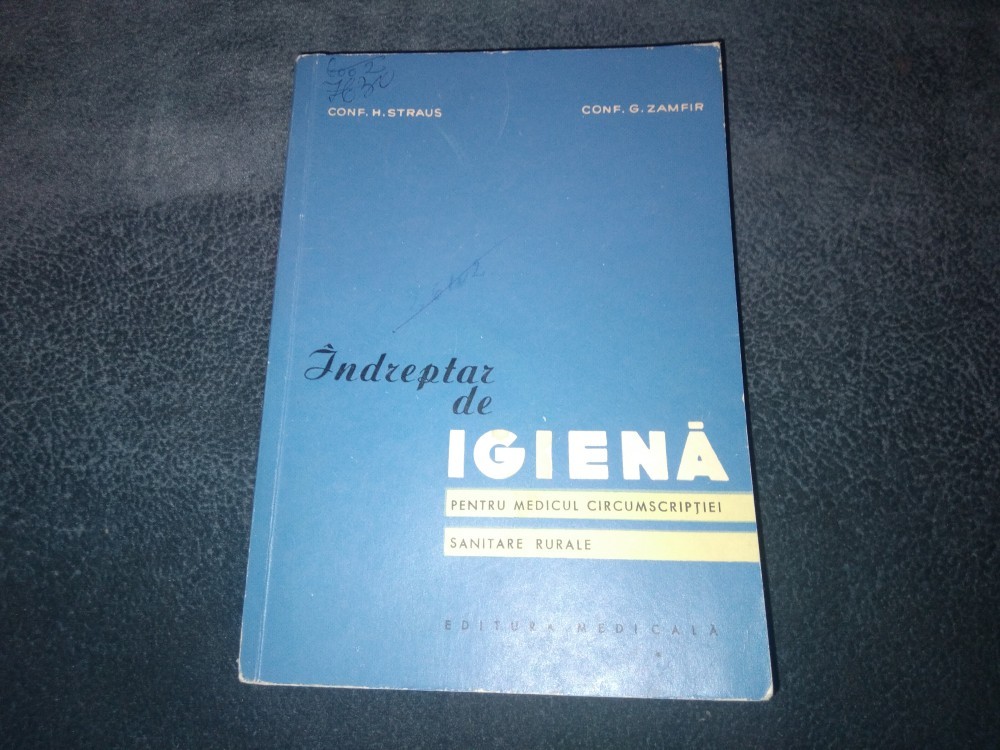 CONF. H. STRAUS
CONF. G. ZAMFIR
Îndreptar
de
IGIENĂ
PENTRU MEDICUL CIRCUMSCRIPȚIEI
SANITARE RURALE
EDITURA MEDICALĂ